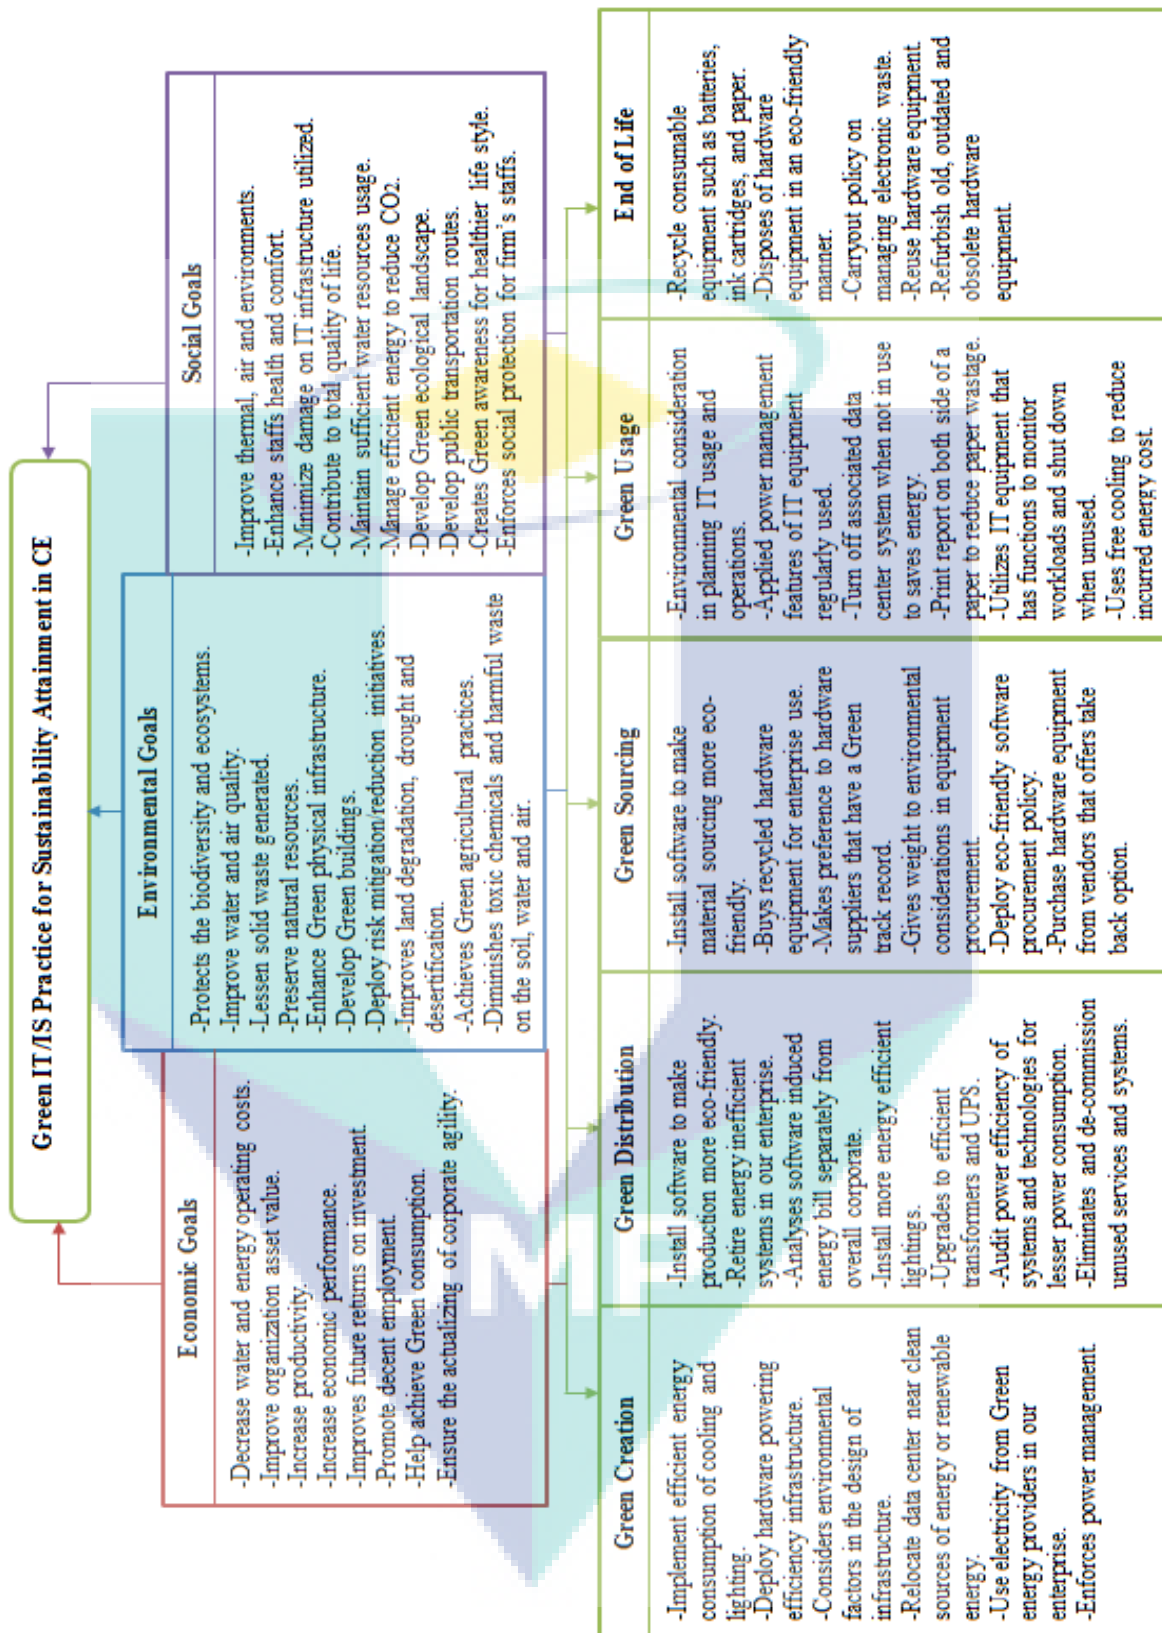 Green IT/IS Practice for Sustainability Attainment in CE
Economic Goals
-Decrease water and energy operating costs.
-Improve organization asset value.
-Increase productivity.
-Increase economic performance.
-Improves future returns on investment.
-Promote decent employment.
-Help achieve Green consumption.
-Ensure the actualizing of corporate agility.
Environmental Goals
-Protects the biodiversity and ecosystems.
-Improve water and air quality.
-Lessen solid waste generated.
-Preserve natural resources.
-Enhance Green physical infrastructure.
-Develop Green buildings.
-Deploy risk mitigation/reduction initiatives.
-Improves land degradation, drought and
desertification.
-Achieves Green agricultural practices.
-Diminishes toxic chemicals and harmful waste
on the soil, water and air.
Social Goals
-Improve thermal, air and environments.
-Enhance staffs health and comfort.
-Minimize damage on IT infrastructure utilized.
-Contribute to total quality of life.
-Maintain sufficient water resources usage.
-Manage efficient energy to reduce CO2.
-Develop Green ecological landscape.
-Develop public transportation routes.
-Creates Green awareness for healthier life style.
-Enforces social protection for firm's staffs.
Green Creation
-Implement efficient energy
consumption of cooling and
lighting.
-Deploy hardware powering
efficiency infrastructure.
-Considers environmental
factors in the design of
infrastructure.
-Relocate data center near clean
sources of energy or renewable
energy.
-Use electricity from Green
energy providers in our
enterprise.
-Enforces power management.
Green Distribution
-Install software to make
production more eco-friendly.
-Retire energy inefficient
systems in our enterprise.
-Analyses software induced
energy bill separately from
overall corporate.
-Install more energy efficient
lightings.
-Upgrades to efficient
transformers and UPS.
-Audit power efficiency of
systems and technologies for
lesser power consumption.
-Eliminates and de-commission
unused services and systems.
Green Sourcing
-Install software to make
material sourcing more eco-
friendly.
-Buys recycled hardware
equipment for enterprise use.
-Makes preference to hardware
suppliers that have a Green
track record.
-Gives weight to environmental
considerations in equipment
procurement.
-Deploy eco-friendly software
procurement policy.
-Purchase hardware equipment
from vendors that offers take
back option.
Green Usage
-Environmental consideration
in planning IT usage and
operations.
-Applied power management
features of IT equipment
regularly used.
-Turn off associated data
center system when not in use
to saves energy.
-Print report on both side of a
paper to reduce paper wastage.
-Utilizes IT equipment that
has functions to monitor
workloads and shut down
when unused.
-Uses free cooling to reduce
incurred energy cost.
End of Life
-Recycle consumable
equipment such as batteries,
ink cartridges, and paper.
-Disposes of hardware
equipment in an eco-friendly
manner.
-Carryout policy on
managing electronic waste.
-Reuse hardware equipment.
-Refurbish old, outdated and
obsolete hardware
equipment.
UMP